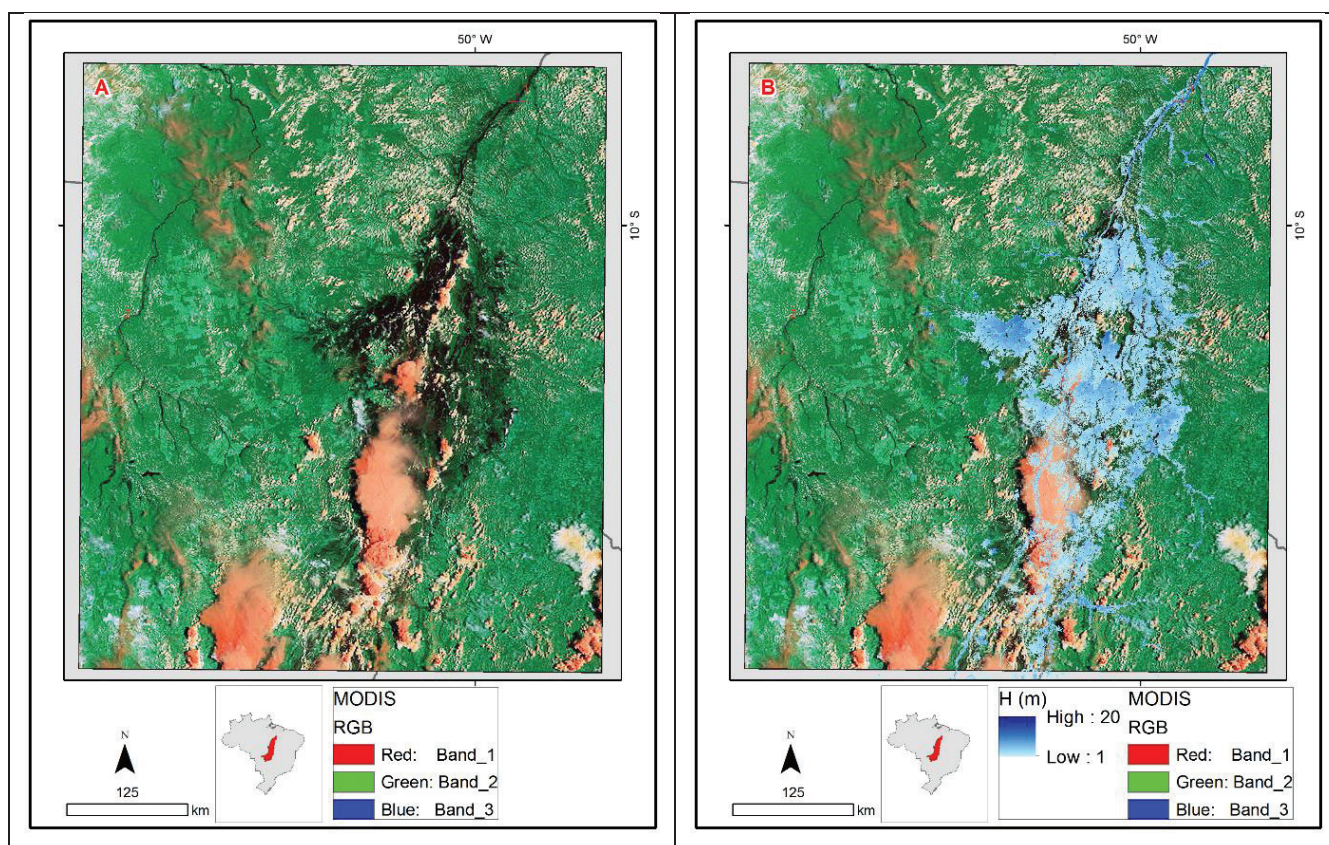 50° W
A
10° S
N
125
km
MODIS
RGB
Red: Band_1
Green: Band_2
Blue: Band_3
50° W
B
10° S
N
125
km
H (m)
High : 20
Low : 1
MODIS
RGB
Red: Band_1
Green: Band_2
Blue: Band_3